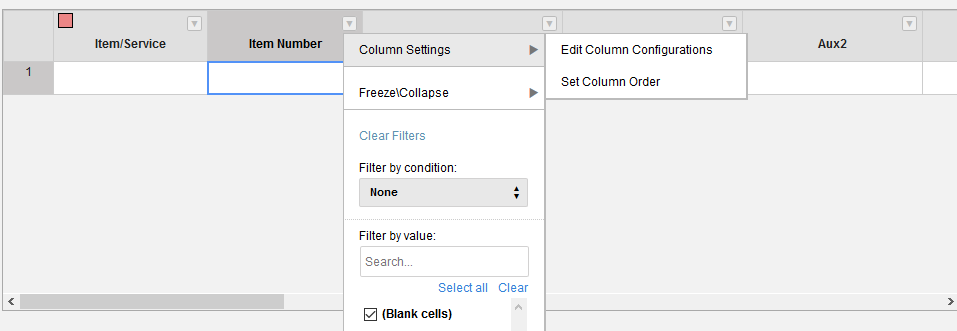 Item/Service
Item Number
Aux2
1
Column Settings
Edit Column Configurations
Set Column Order
Freeze\Collapse
Clear Filters
Filter by condition:
None
Filter by value:
Search...
Select all
Clear
(Blank cells)